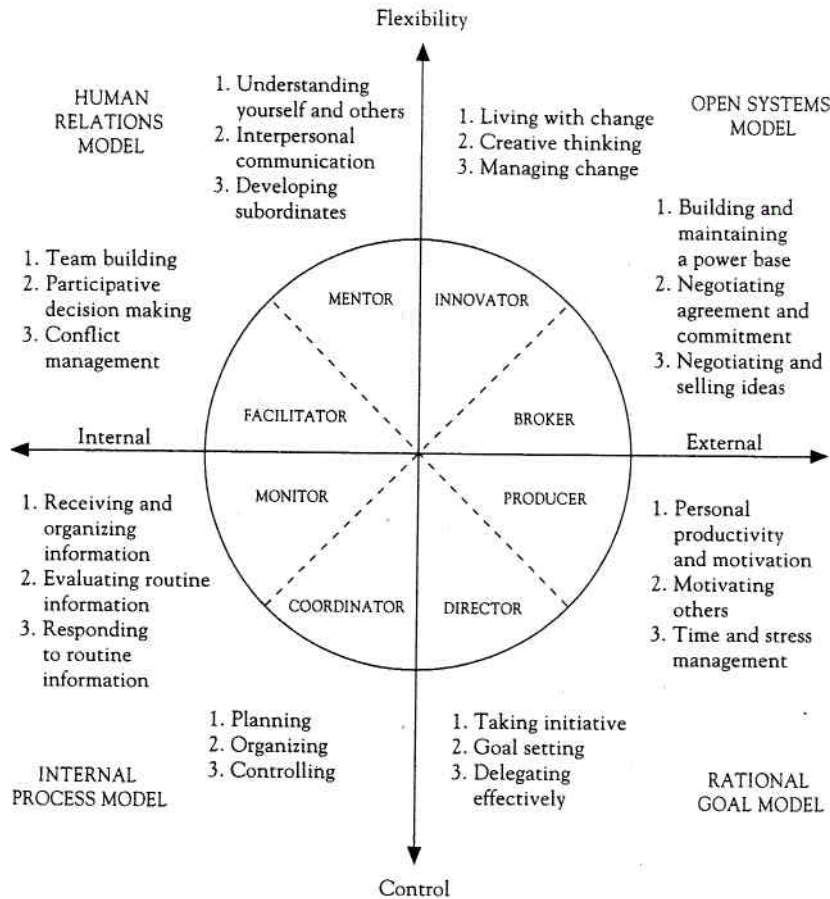 Flexibility
HUMAN
RELATIONS
MODEL
1. Understanding
yourself and others
2. Interpersonal
communication
3. Developing
subordinates
1. Living with change
2. Creative thinking
3. Managing change
OPEN SYSTEMS
MODEL
1. Team building
2. Participative
decision making
3. Conflict
management
1. Building and
maintaining
a power base
2. Negotiating
agreement and
commitment
3. Negotiating and
selling ideas
MENTOR
INNOVATOR
FACILITATOR
BROKER
Internal
External
MONITOR
PRODUCER
COORDINATOR
DIRECTOR
1. Receiving and
organizing
information
2. Evaluating routine
information
3. Responding
to routine
information
1. Personal
productivity
and motivation
2. Motivating
others
3. Time and stress
management
1. Planning
2. Organizing
3. Controlling
1. Taking initiative
2. Goal setting
3. Delegating
effectively
INTERNAL
PROCESS MODEL
RATIONAL
GOAL MODEL
Control